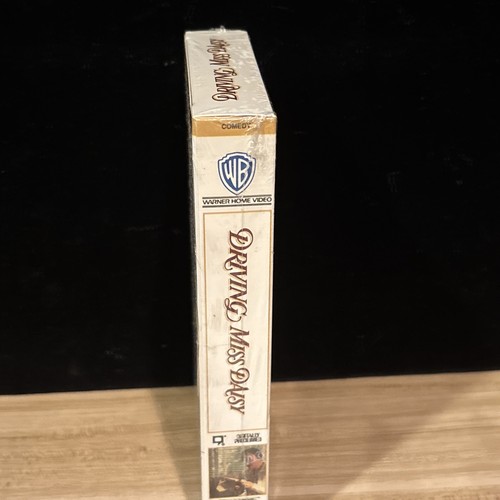 DRIVING MISS DAISY
COMEDY
WB
WARNER HOME VIDEO
DRIVING MISS DAISY